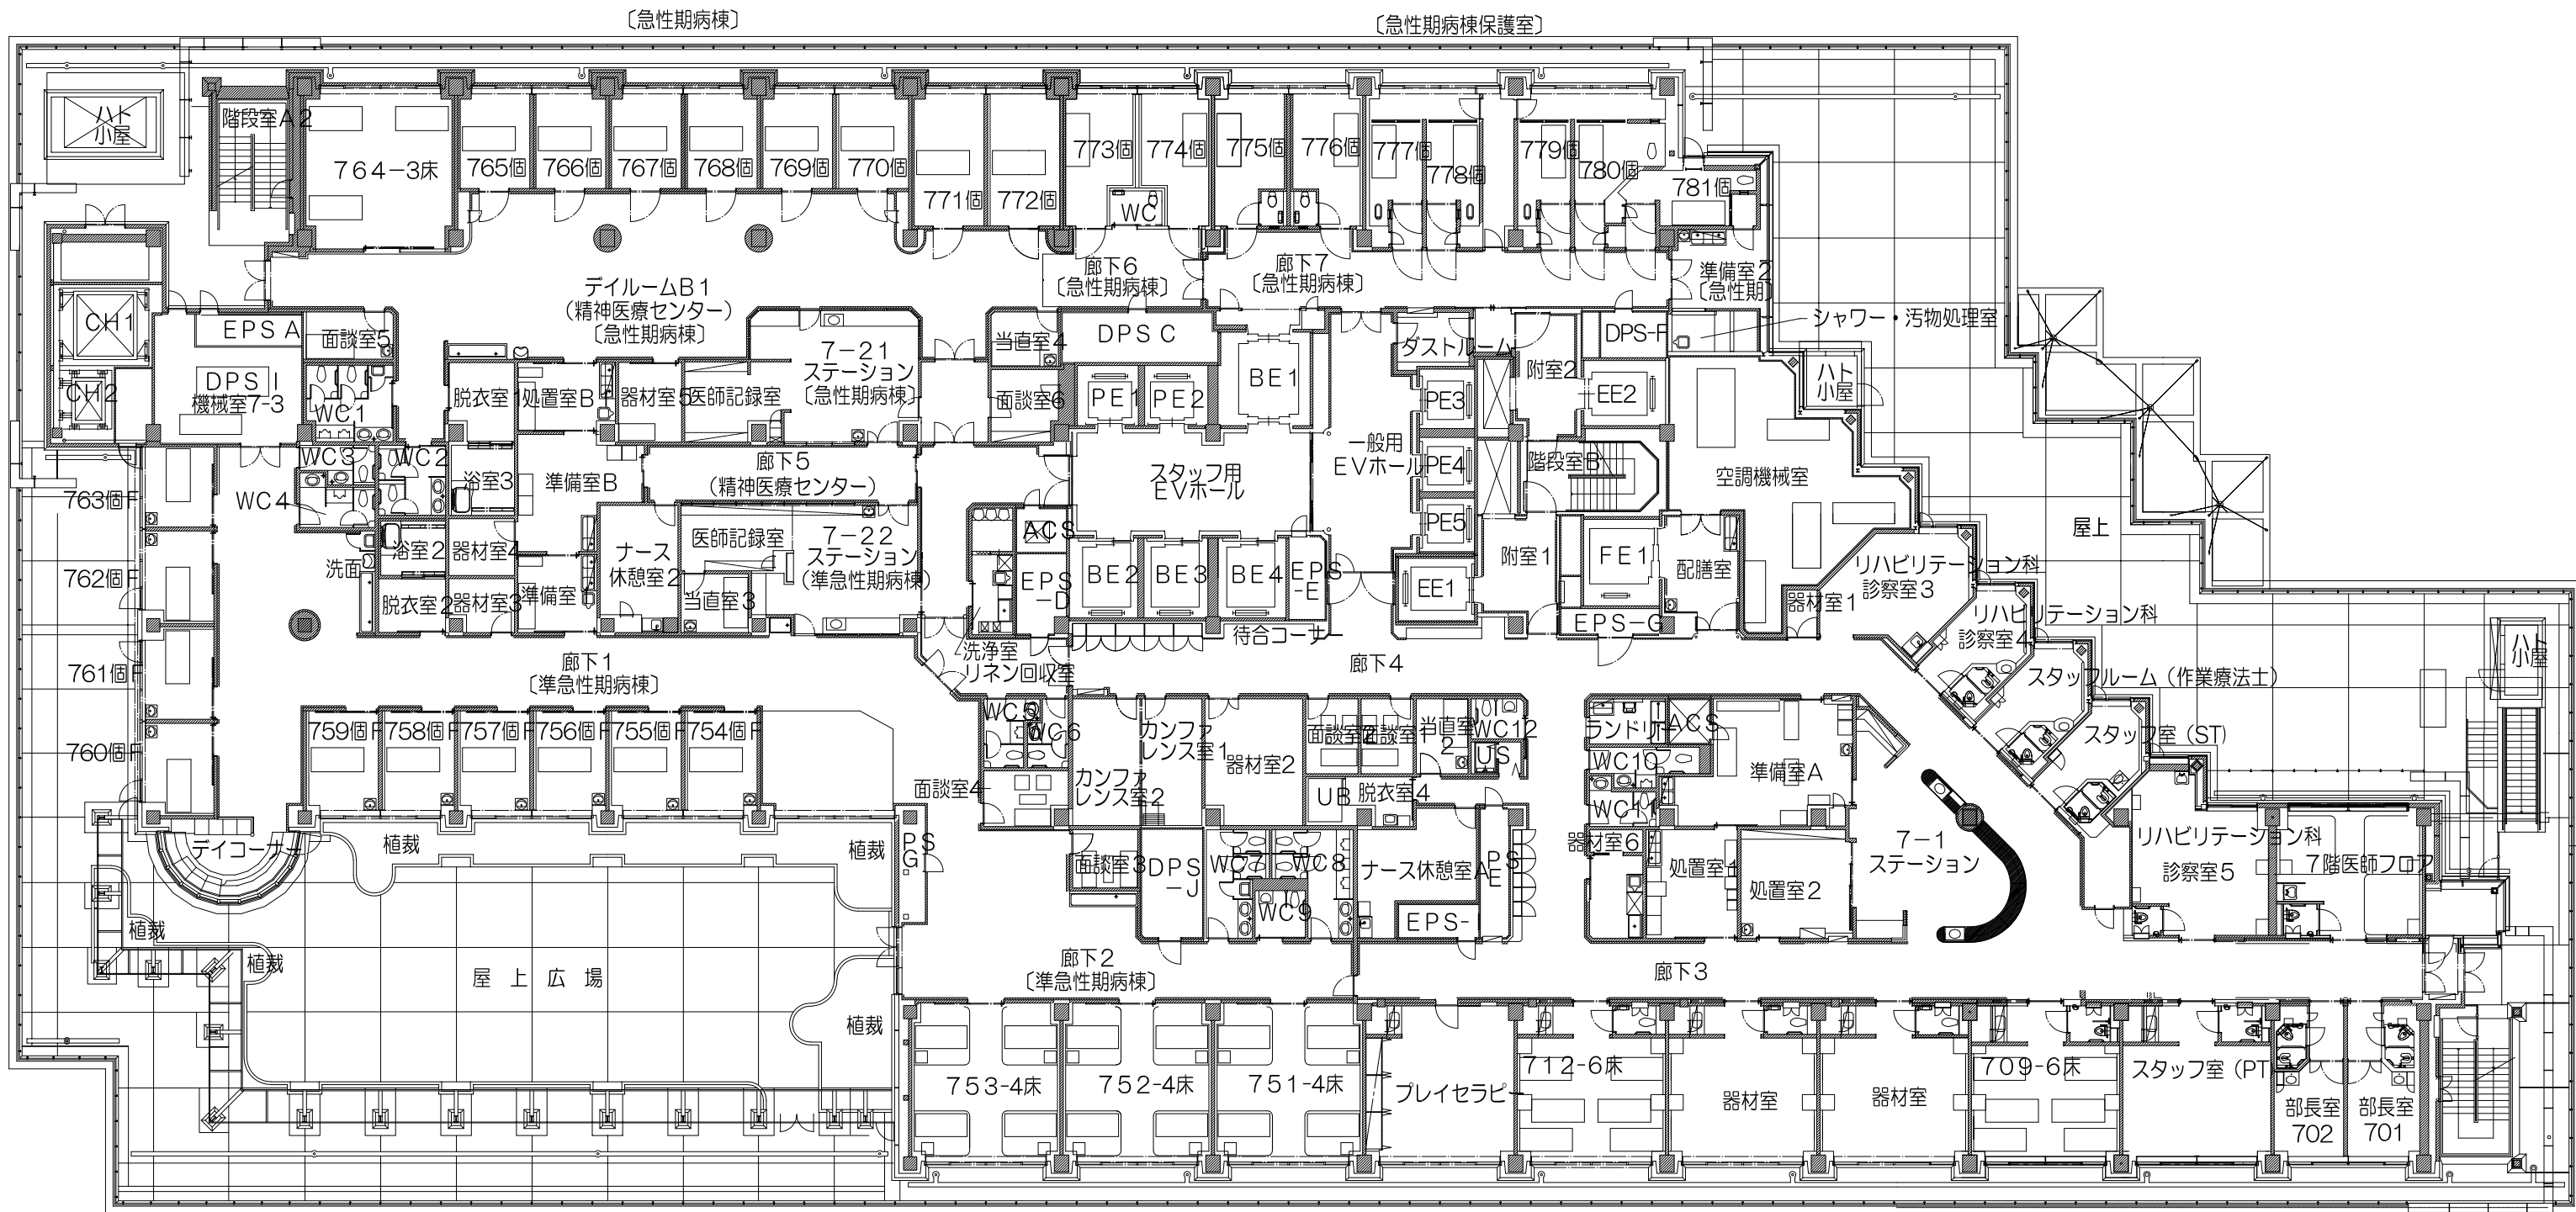 〔急性期病棟〕
〔急性期病棟保護室〕
ハト
小屋
階段室A2
764-3床
765個
766個
767個
768個
769個
770個
771個
772個
773個
774個
775個
776個
777個
778個
779個
780個
781個
WC
廊下6
〔急性期病棟〕
廊下7
〔急性期病棟〕
準備室2
〔急性期〕
デイルームB1
(精神医療センター)
〔急性期病棟〕
CH1
CH2
EPS A
面談室5
DPS I
機械室7-3
WC1
脱衣室1
処置室B
器材室5
医師記録室
7-21
ステーション
〔急性期病棟〕
当直室4
面談室6
DPS C
PE1
PE2
BE1
ダストルーム
PE3
PE4
PE5
附室2
DPS-F
EE2
シャワー・汚物処理室
ハト
小屋
763個F
WC3
WC4
WC2
浴室3
準備室B
廊下5
(精神医療センター)
スタッフ用
EVホール
一般用
EVホール
階段室B
空調機械室
屋上
762個F
洗面
浴室2
器材室4
脱衣室2
器材室3
準備室1
ナース
休憩室2
医師記録室
当直室3
7-22
ステーション
(準急性期病棟)
ACS
EPS
-D
BE2
BE3
BE4
EPS
-E
EE1
附室1
FE1
配膳室
EPS-G
器材室1
リハビリテーション科
診察室3
リハビリテーション科
診察室4
スタッフルーム(作業療法士)
スタッフ室(ST)
ハト
小屋
761個F
760個F
廊下1
〔準急性期病棟〕
洗浄室
リネン回収室
待合コーナー
廊下4
759個F
758個F
757個F
756個F
755個F
754個F
WC5
WC6
面談室4
カンファ
レンス室1
カンファ
レンス室2
器材室2
面談室2
面談室1
当直室
2
WC12
US
UB
脱衣室4
ランドリー
ACS
WC10
WC11
準備室A
デイコーナー
植裁
植裁
PS
G
面談室3
DPS
-J
WC7
WC8
WC9
ナース休憩室A
PS
E
EPS-
器材室6
処置室1
処置室2
7-1
ステーション
リハビリテーション科
診察室5
7階医師フロア
植裁
植裁
屋上広場
植裁
廊下2
〔準急性期病棟〕
廊下3
753-4床
752-4床
751-4床
プレイセラピー
712-6床
器材室
器材室
709-6床
スタッフ室(PT)
部長室
702
部長室
701